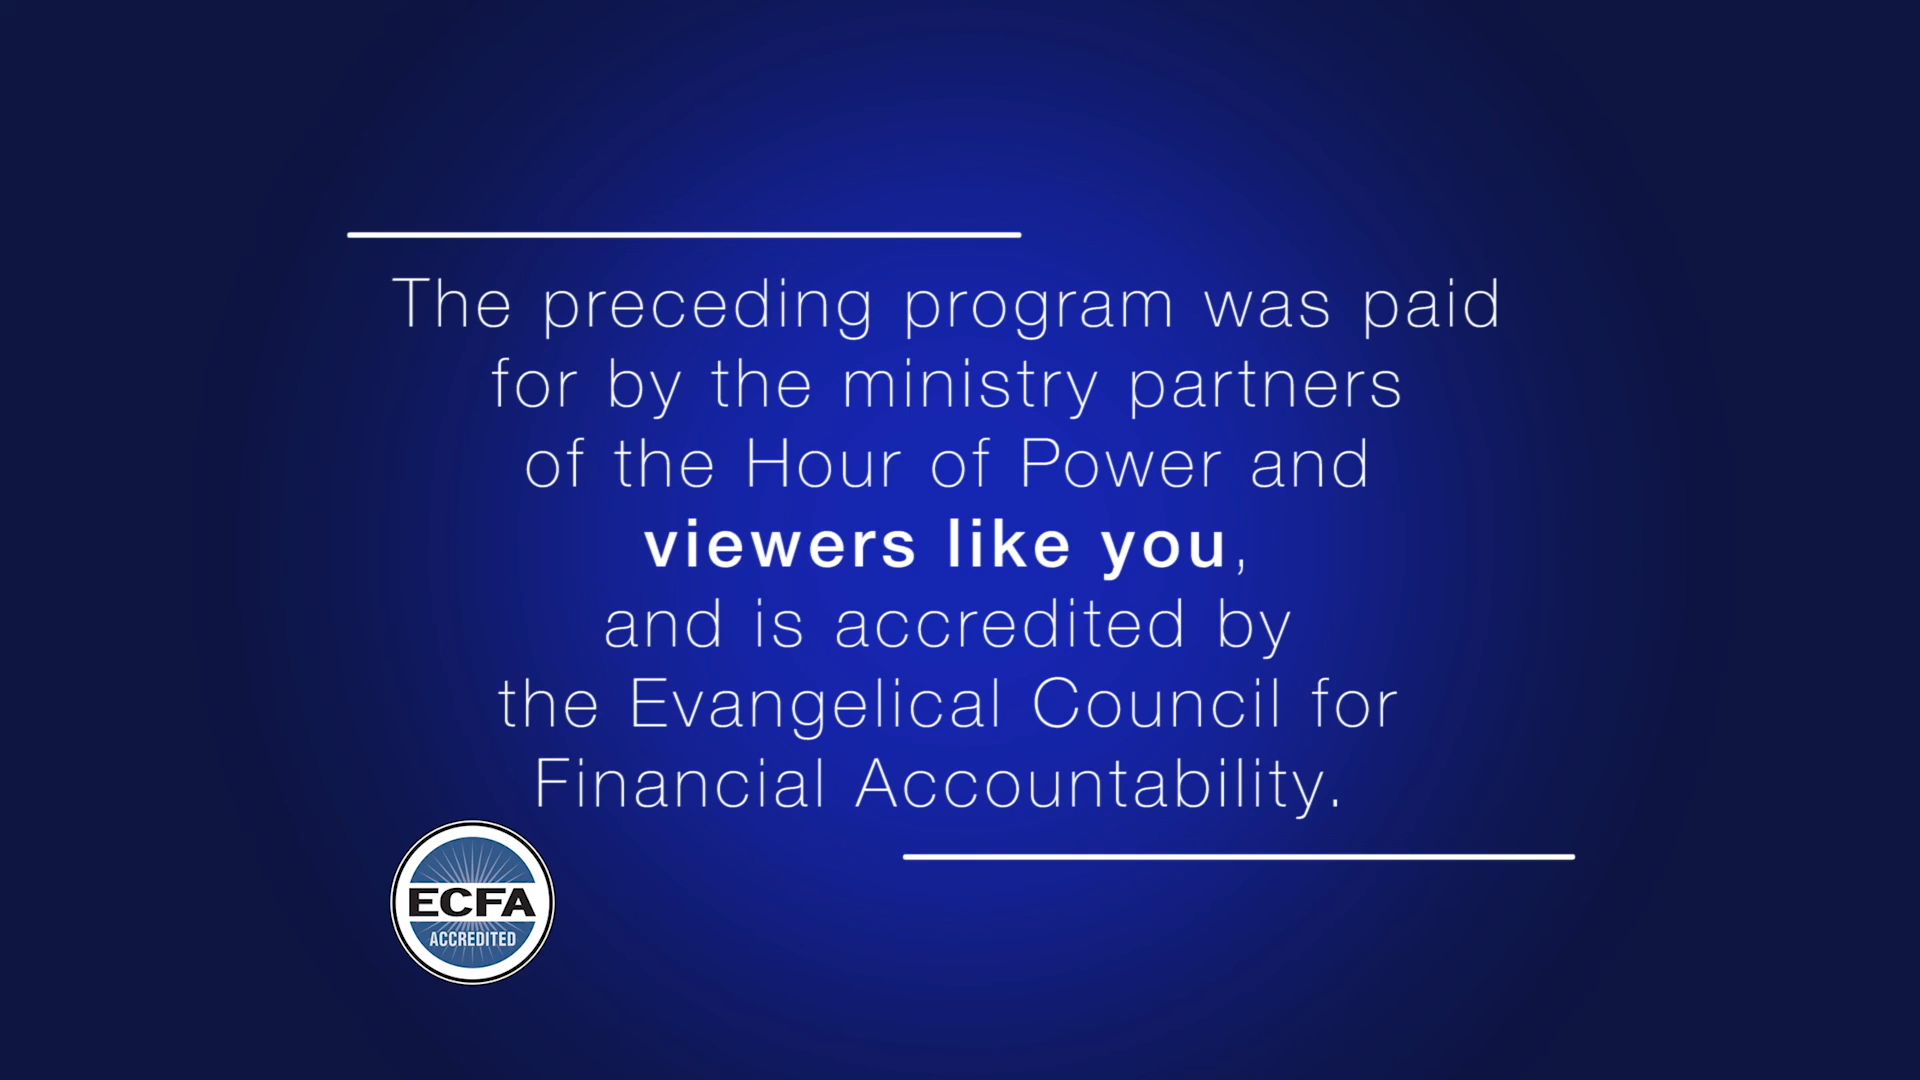 The preceding program was paid
for by the ministry partners
of the Hour of Power and
viewers like you,
and is accredited by
the Evangelical Council for
Financial Accountability.
ECFA
ACCREDITED